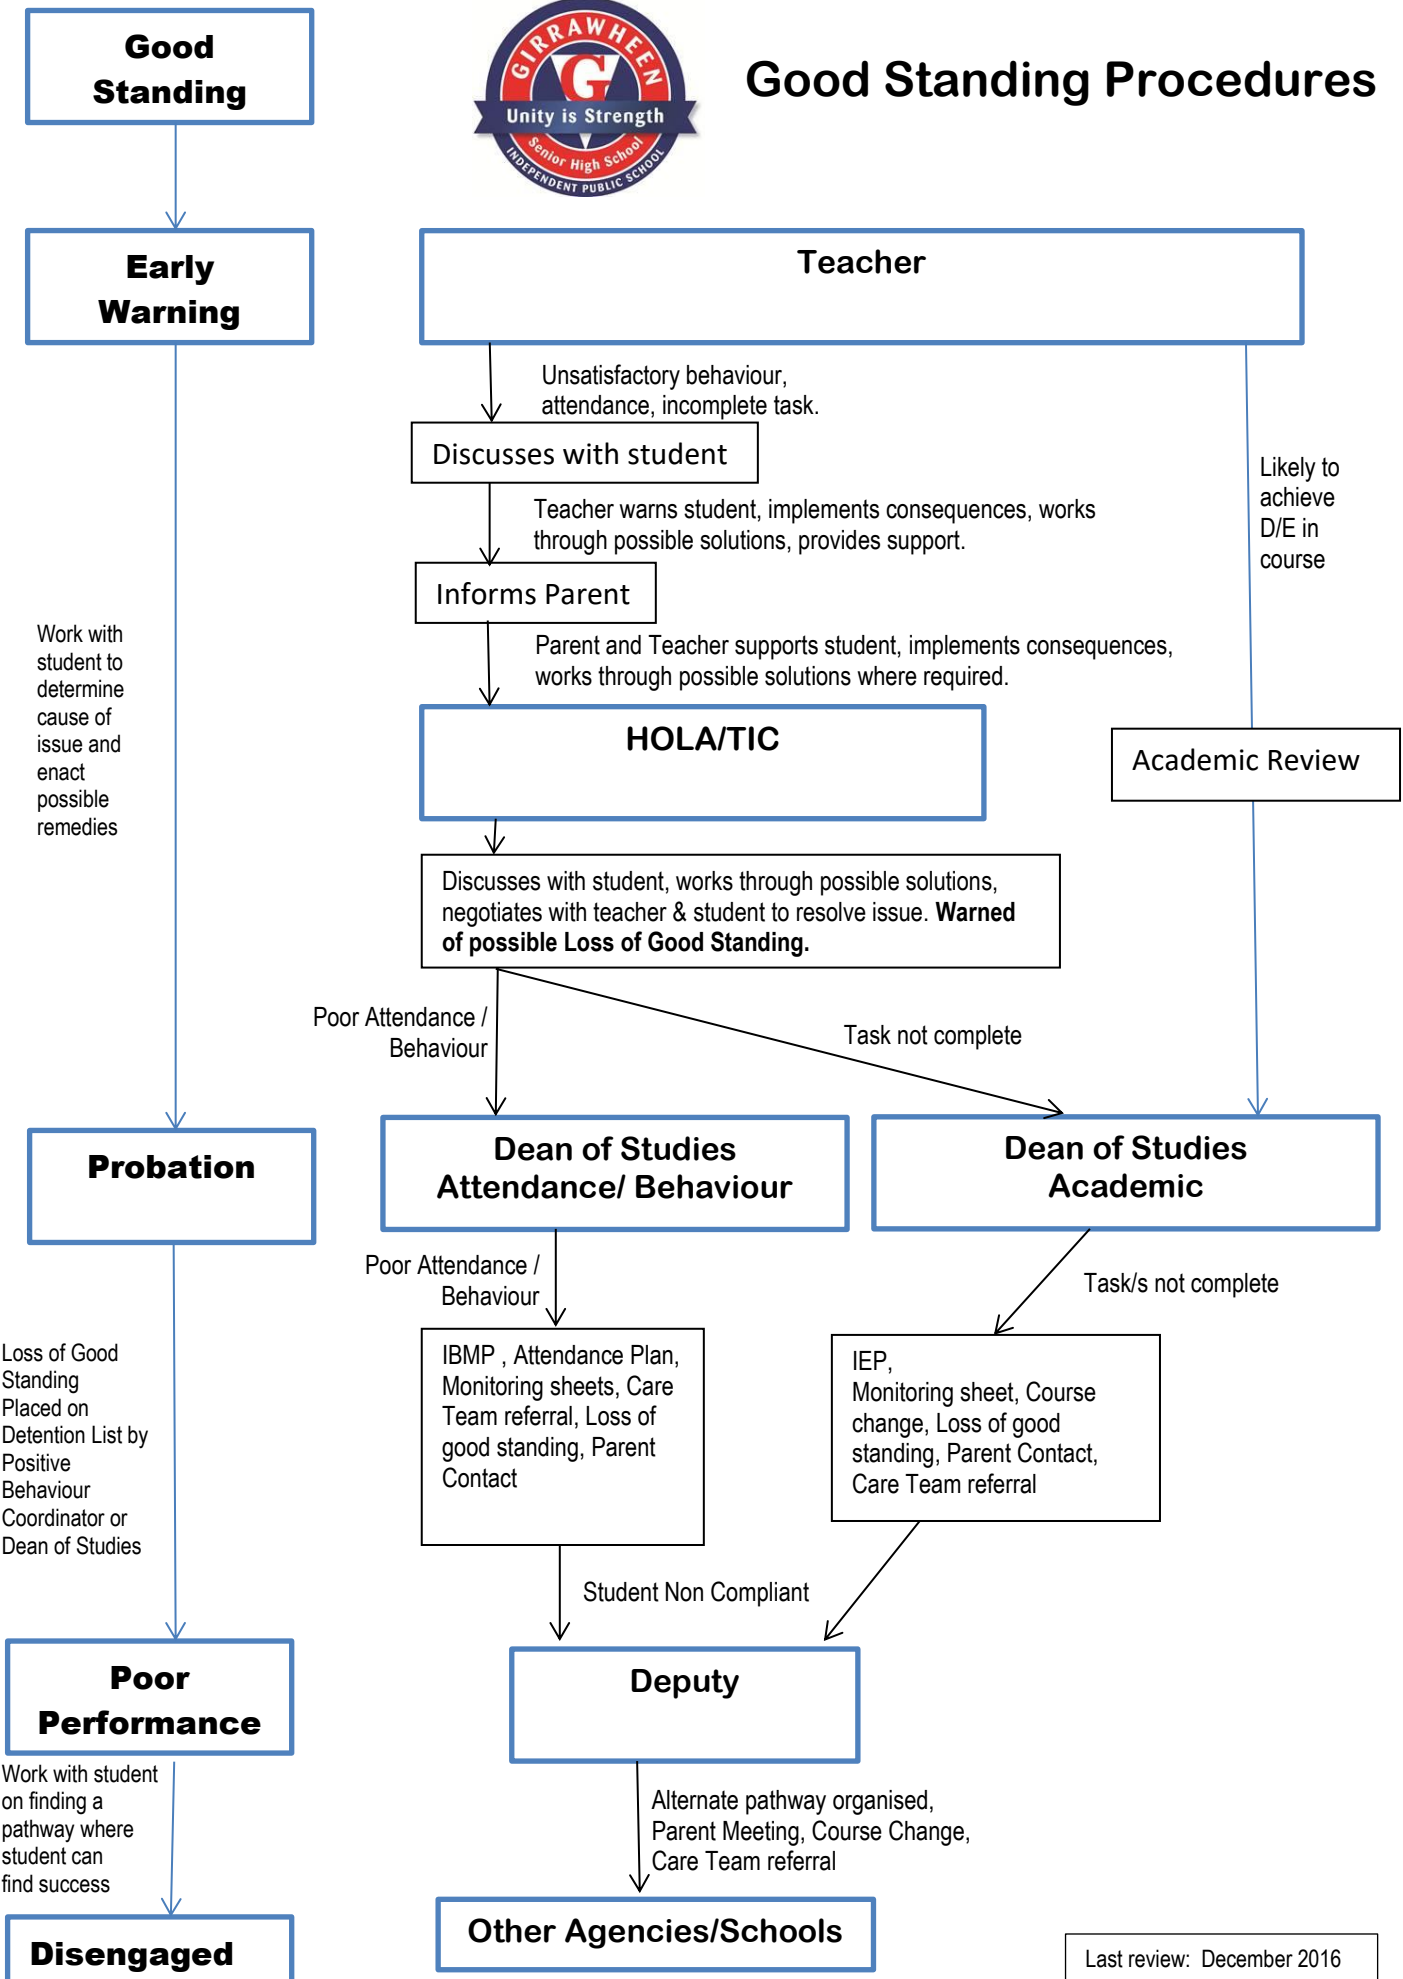 Good
Standing
GIRRAWHEEN
G
Unity is Strength
Senior High School
INDEPENDENT PUBLIC SCHOOL
Good Standing Procedures
Early
Warning
Teacher
Unsatisfactory behaviour,
attendance, incomplete task.
Discusses with student
Likely to
achieve
D/E in
course
Teacher warns student, implements consequences, works
through possible solutions, provides support.
Informs Parent
Work with
student to
determine
cause of
issue and
enact
possible
remedies
Parent and Teacher supports student, implements consequences,
works through possible solutions where required.
HOLA/TIC
Academic Review
Discusses with student, works through possible solutions,
negotiates with teacher & student to resolve issue. Warned
of possible Loss of Good Standing.
Poor Attendance /
Behaviour
Task not complete
Probation
Dean of Studies
Attendance/ Behaviour
Dean of Studies
Academic
Poor Attendance /
Behaviour
Task/s not complete
Loss of Good
Standing
Placed on
Detention List by
Positive
Behaviour
Coordinator or
Dean of Studies
IBMP , Attendance Plan,
Monitoring sheets, Care
Team referral, Loss of
good standing, Parent
Contact
IEP,
Monitoring sheet, Course
change, Loss of good
standing, Parent Contact,
Care Team referral
Student Non Compliant
Poor
Performance
Deputy
Work with student
on finding a
pathway where
student can
find success
Alternate pathway organised,
Parent Meeting, Course Change,
Care Team referral
Disengaged
Other Agencies/Schools
Last review:  December 2016